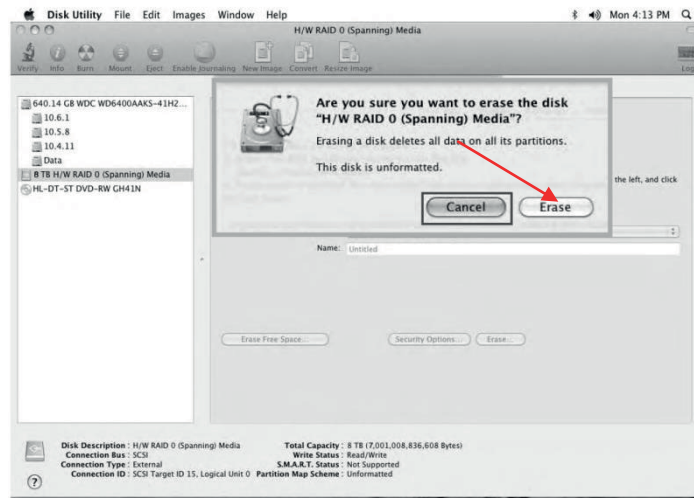 Disk Utility File Edit Images Window Help Mon 4:13 PM
H/W RAID 0 (Spanning) Media
Verify Info Burn Mount Eject Enable Journaling New Image Convert Resize Image Log
640.14 GB WDC WD6400AAKS-41H2...
10.6.1
10.5.8
10.4.11
Data
8 TB H/W RAID 0 (Spanning) Media
HL-DT-ST DVD-RW GH41N
Are you sure you want to erase the disk
“H/W RAID 0 (Spanning) Media”?
Erasing a disk deletes all data on all its partitions.
This disk is unformatted.
Cancel Erase
the left, and click
Name: Untitled
Erase Free Space... Security Options... Erase...
Disk Description : H/W RAID 0 (Spanning) Media
Connection Bus : SCSI
Connection Type : External
Connection ID : SCSI Target ID 15, Logical Unit 0
Total Capacity : 8 TB (7,001,008,836,608 Bytes)
Write Status : Read/Write
S.M.A.R.T. Status : Not Supported
Partition Map Scheme : Unformatted
?